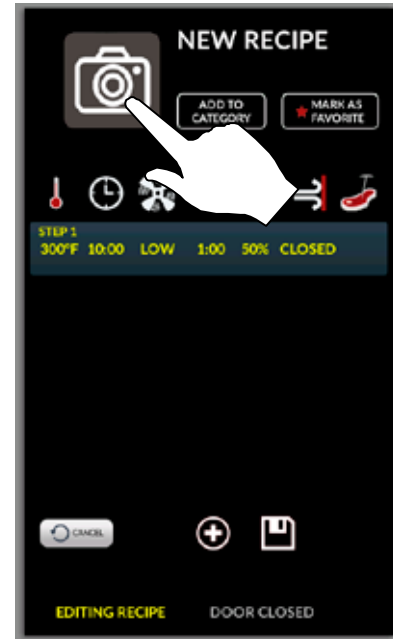 NEW RECIPE
ADD TO
CATEGORY
MARK AS
FAVORITE
STEP 1
300°F 10:00 LOW 1:00 50% CLOSED
CANCEL
EDITING RECIPE DOOR CLOSED